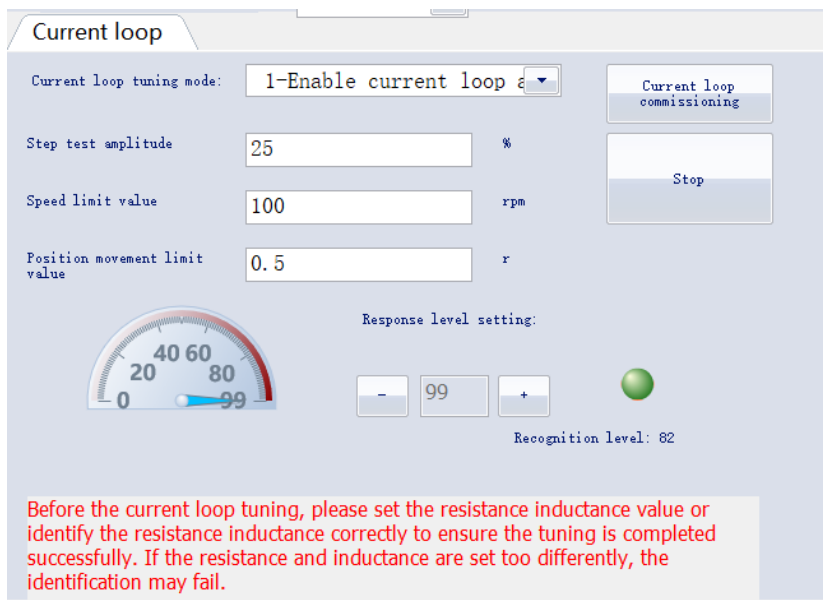 Current loop
Current loop tuning mode:
1-Enable current loop
Current loop
commissioning
Step test amplitude
25
%
Stop
Speed limit value
100
rpm
Position movement limit
value
0.5
r
Response level setting:
0
20
40
60
80
99
-
99
+
Recognition level: 82
Before the current loop tuning, please set the resistance inductance value or
identify the resistance inductance correctly to ensure the tuning is completed
successfully. If the resistance and inductance are set too differently, the
identification may fail.